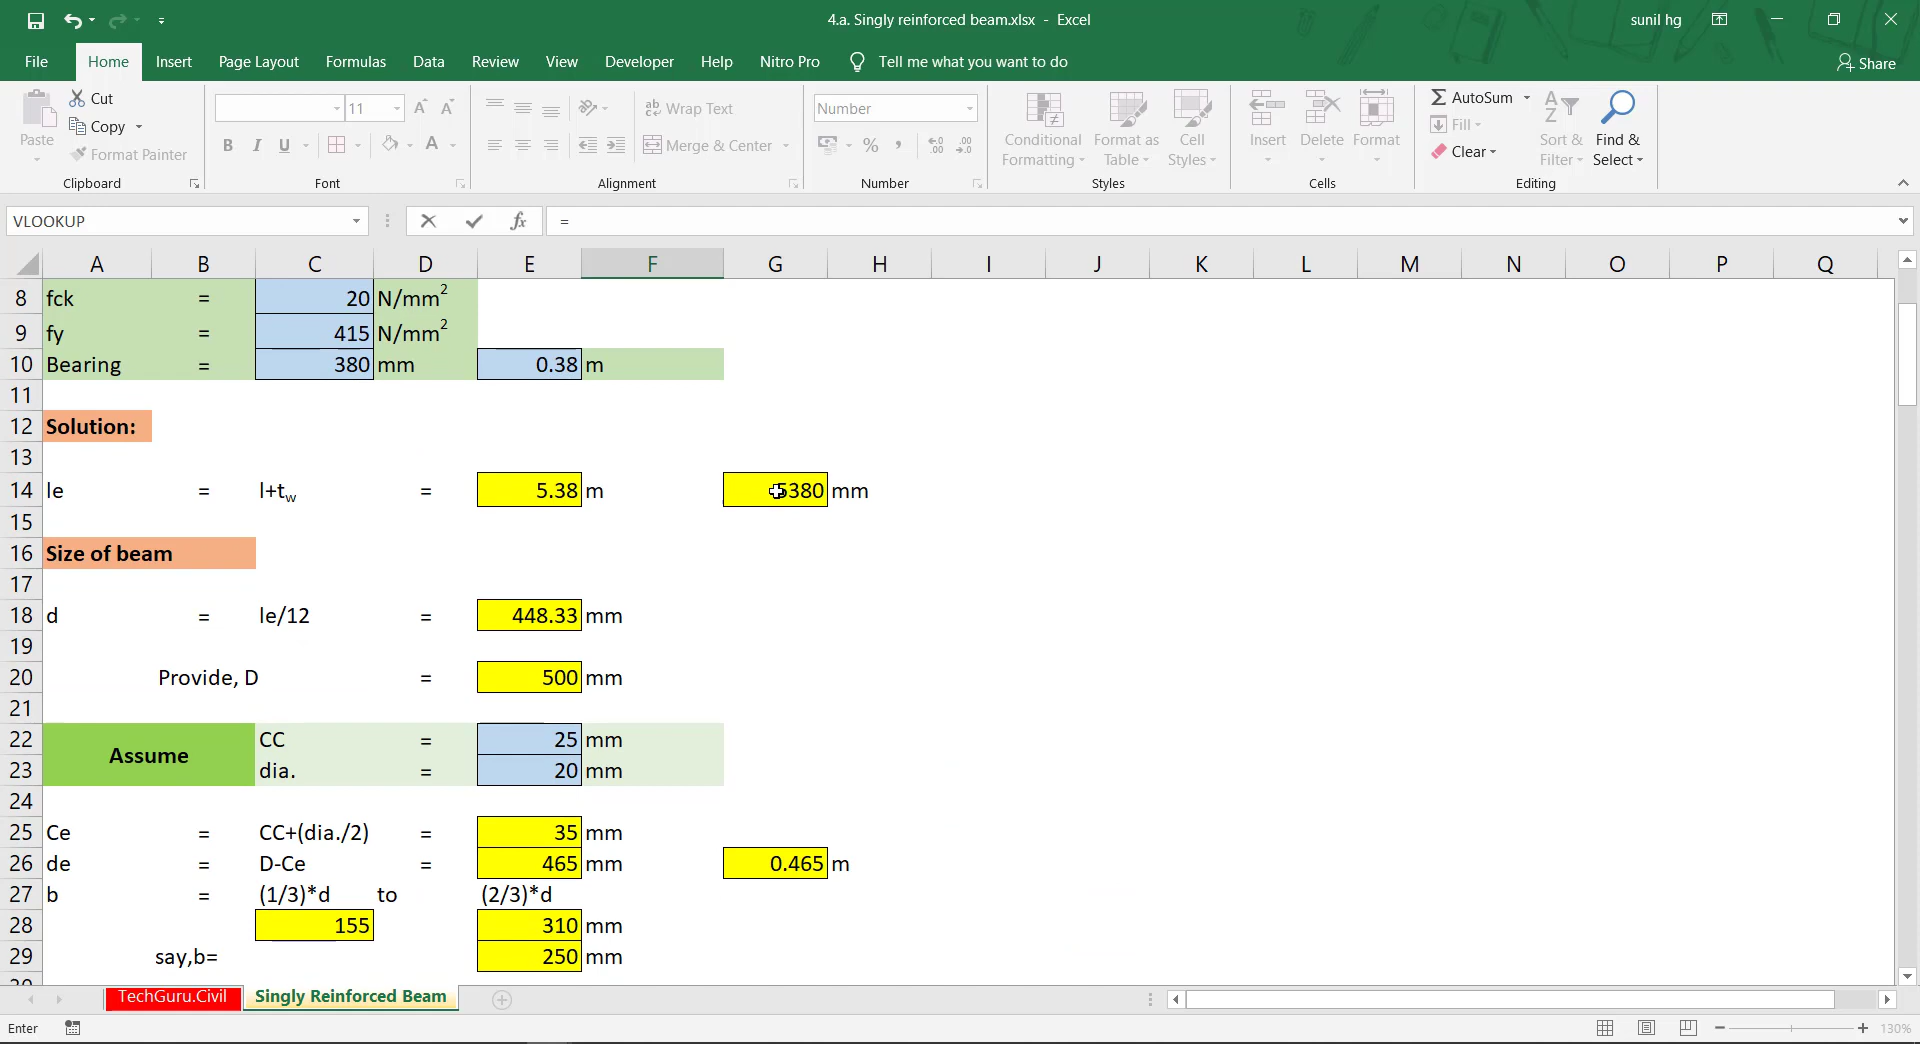 4.a. Singly reinforced beam.xlsx - Excel
sunil hg
File Home Insert Page Layout Formulas Data Review View Developer Help Nitro Pro Tell me what you want to do Share
Paste
Cut
Copy
Format Painter
Clipboard
11
A A
B I U A
Font
ab Wrap Text
Merge & Center
Alignment
Number
% ,
Number
Conditional Formatting
Format as Table
Cell Styles
Styles
Insert Delete Format
Cells
AutoSum
Fill
Clear
Sort & Filter
Find & Select
Editing
VLOOKUP fx =
A B C D E F G H I J K L M N O P Q
8 fck = 20 N/mm²
9 fy = 415 N/mm²
10 Bearing = 380 mm 0.38 m
11
12 Solution:
13
14 le = l+tw = 5.38 m 5380 mm
15
16 Size of beam
17
18 d = le/12 = 448.33 mm
19
20 Provide, D = 500 mm
21
22 Assume CC = 25 mm
23 dia. = 20 mm
24
25 Ce = CC+(dia./2) = 35 mm
26 de = D-Ce = 465 mm 0.465 m
27 b = (1/3)*d to (2/3)*d
28 155 310 mm
29 say,b= 250 mm
TechGuru.Civil Singly Reinforced Beam
Enter
130%